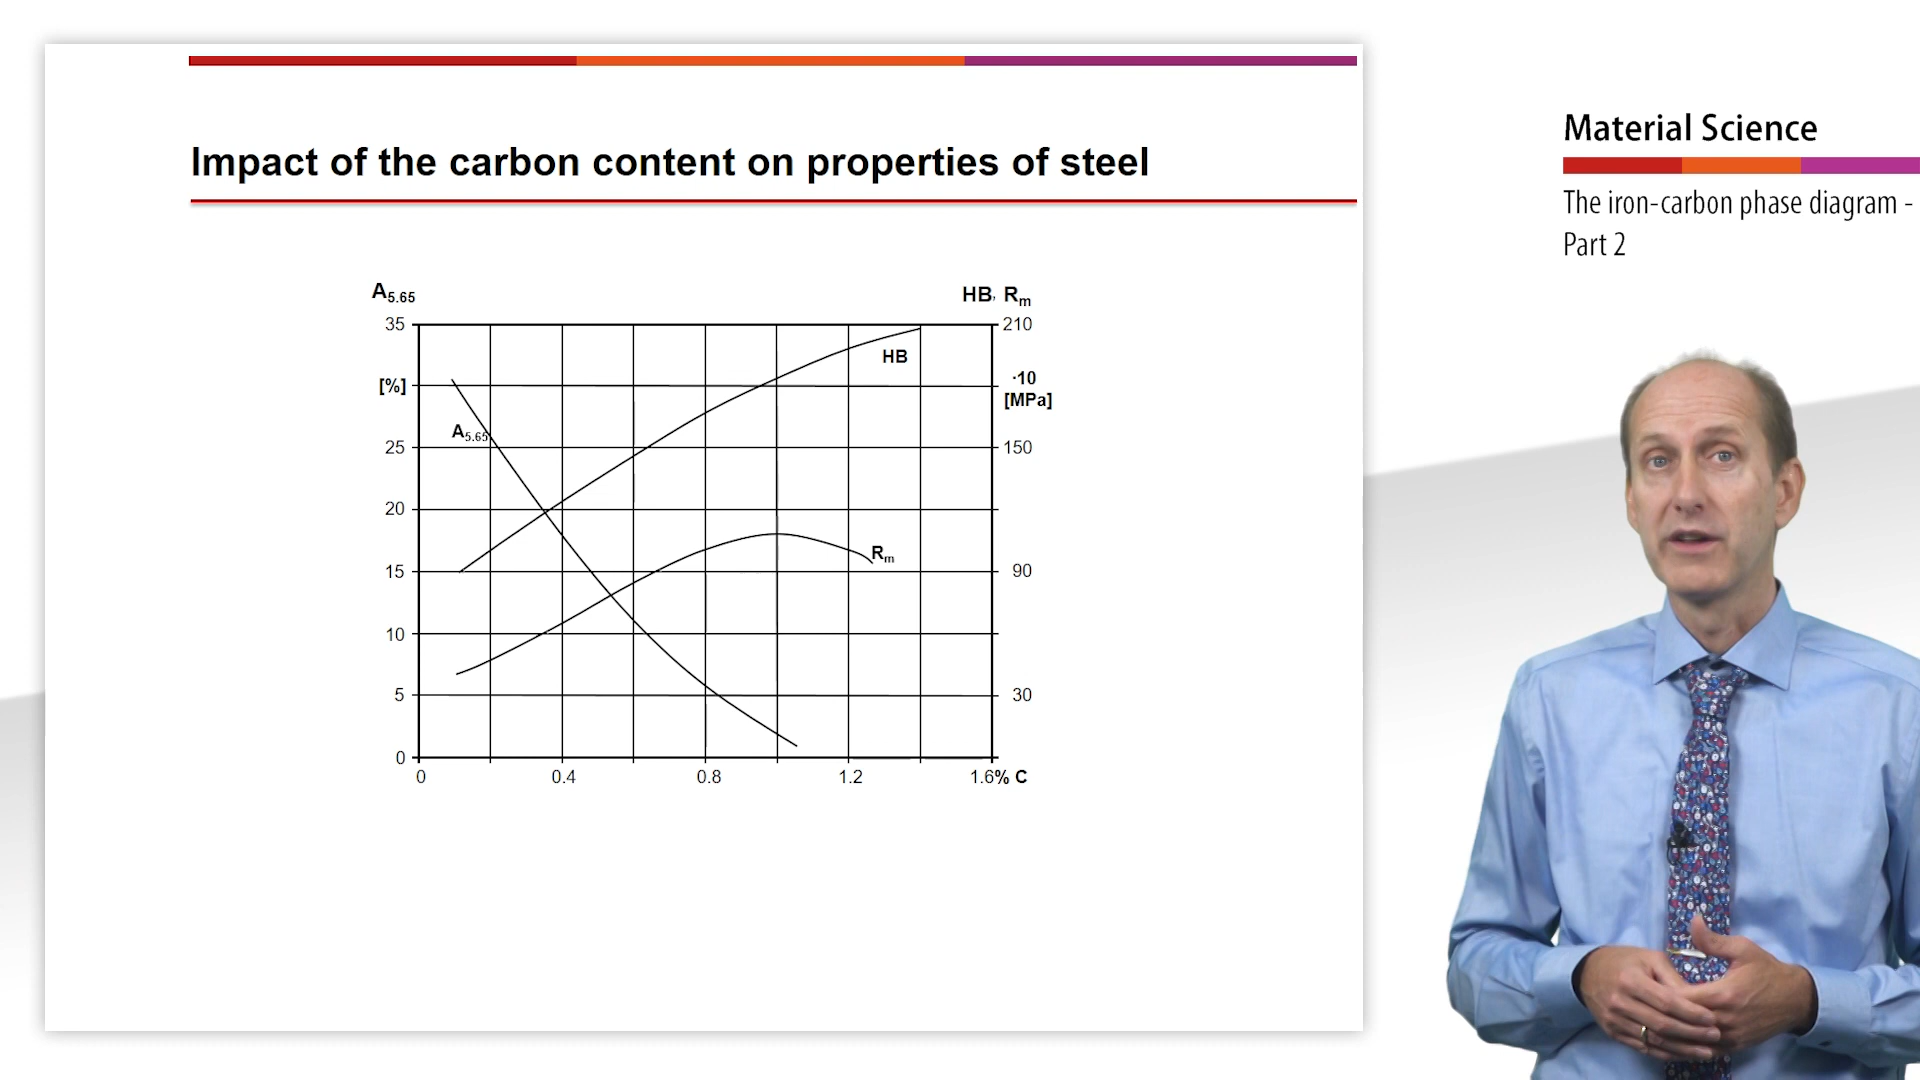 Impact of the carbon content on properties of steel
Material Science
The iron-carbon phase diagram -
Part 2
A5.65
HB, Rm
35
210
HB
[%]
·10
[MPa]
A5.65
25
150
20
Rm
15
90
10
5
30
0
0
0.4
0.8
1.2
1.6% C